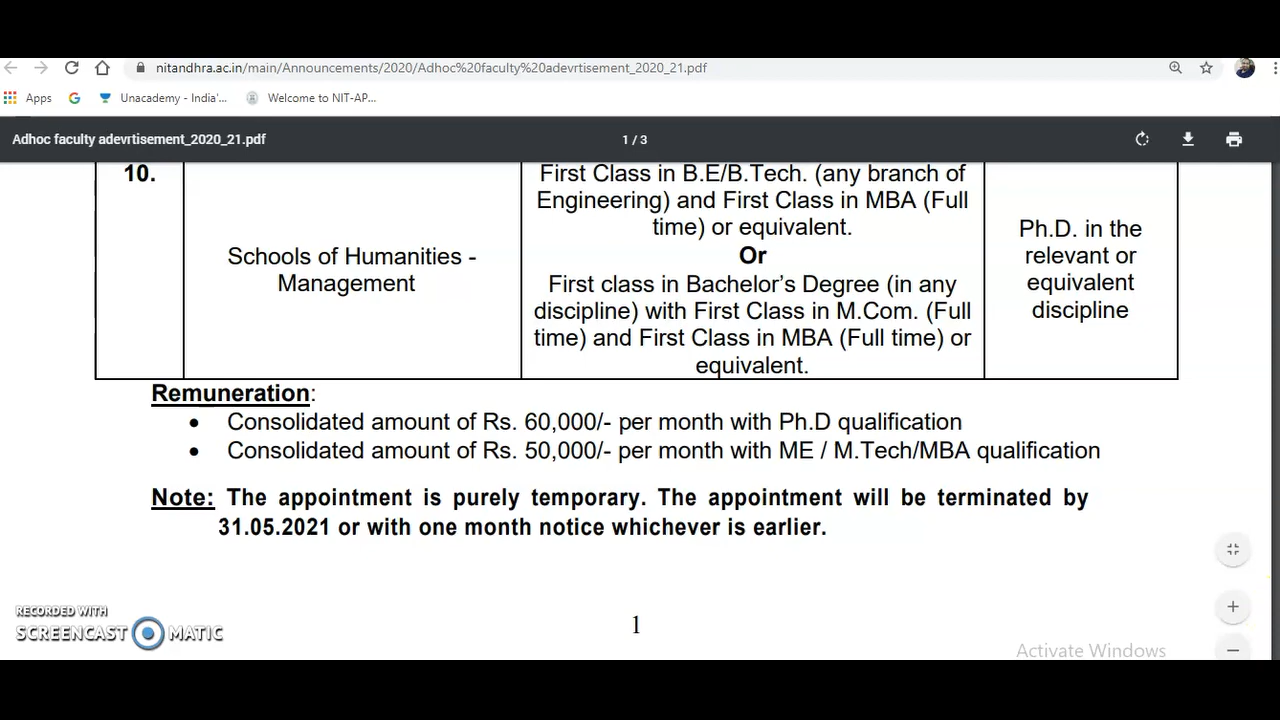 nitandhra.ac.in/main/Announcements/2020/Adhoc%20faculty%20adevrtisement_2020_21.pdf
Apps
Unacademy - India'...
Welcome to NIT-AP...
Adhoc faculty adevrtisement_2020_21.pdf
1 / 3
10.
Schools of Humanities -
Management
First Class in B.E/B.Tech. (any branch of
Engineering) and First Class in MBA (Full
time) or equivalent.
Or
First class in Bachelor's Degree (in any
discipline) with First Class in M.Com. (Full
time) and First Class in MBA (Full time) or
equivalent.
Ph.D. in the
relevant or
equivalent
discipline
Remuneration:
• Consolidated amount of Rs. 60,000/- per month with Ph.D qualification
• Consolidated amount of Rs. 50,000/- per month with ME / M.Tech/MBA qualification
Note: The appointment is purely temporary. The appointment will be terminated by
31.05.2021 or with one month notice whichever is earlier.
1
RECORDED WITH
SCREENCAST MATIC
Activate Windows